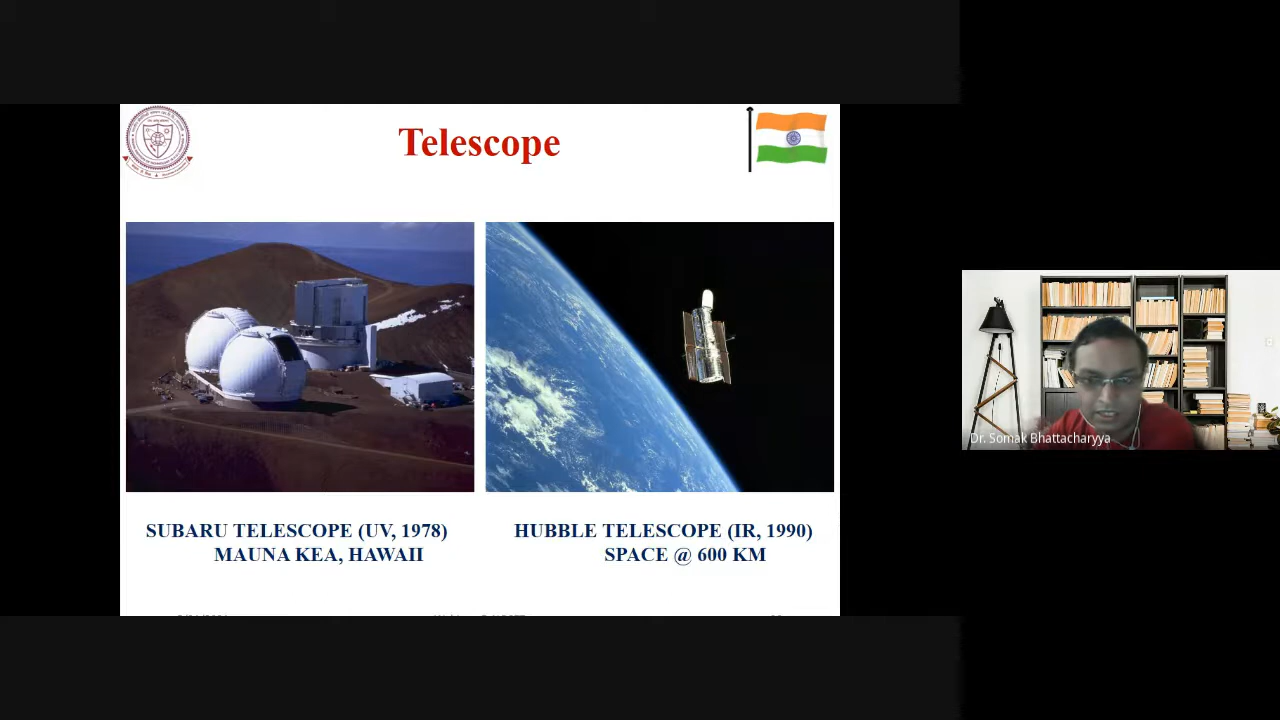 Telescope
SUBARU TELESCOPE (UV, 1978)
MAUNA KEA, HAWAII
HUBBLE TELESCOPE (IR, 1990)
SPACE @ 600 KM
Dr. Somak Bhattacharyya